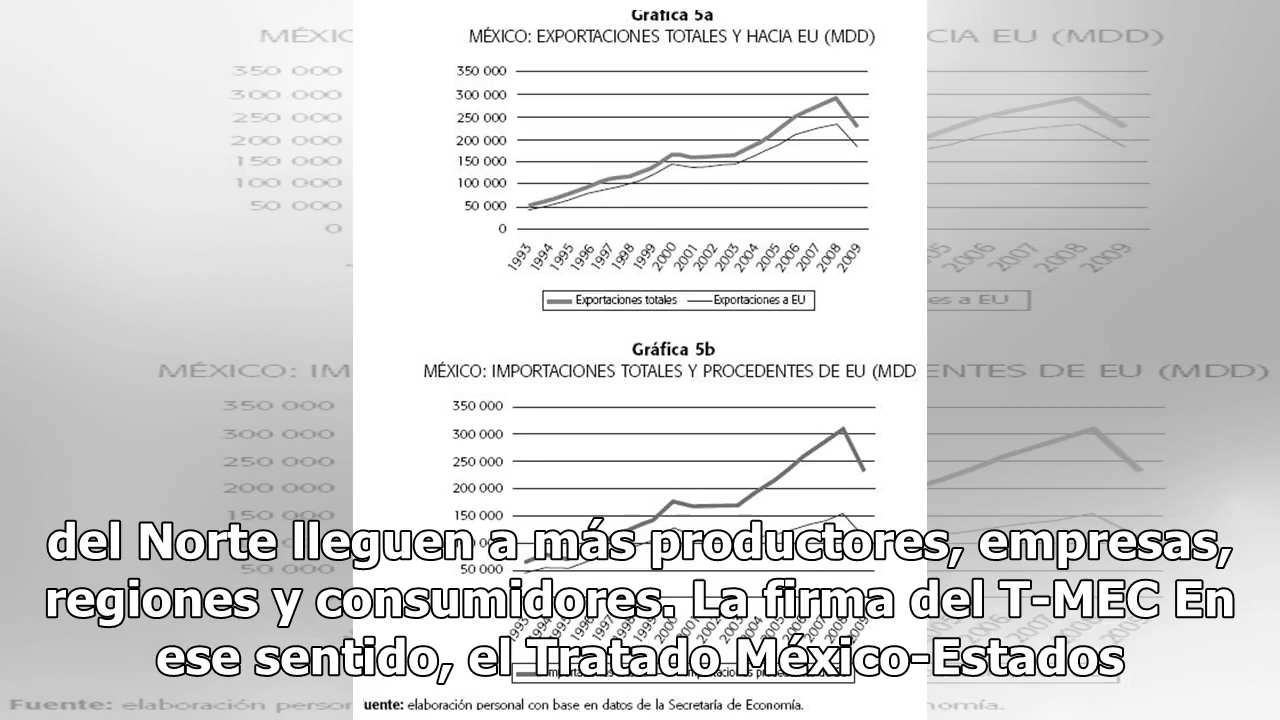 Gráfica 5a
MÉXICO: EXPORTACIONES TOTALES Y HACIA EU (MDD)
350 000
300 000
250 000
200 000
150 000
100 000
50 000
0
1993 1994 1995 1996 1997 1998 1999 2000 2001 2002 2003 2004 2005 2006 2007 2008 2009
Exportaciones totales Exportaciones a EU
Gráfica 5b
MÉXICO: IMPORTACIONES TOTALES Y PROCEDENTES DE EU (MDD
350 000
300 000
250 000
200 000
150 000
50 000
del Norte lleguen a más productores, empresas,
regiones y consumidores. La firma del T-MEC En
ese sentido, el Tratado México-Estados
uente: elaboración personal con base en datos de la Secretaría de Economía.